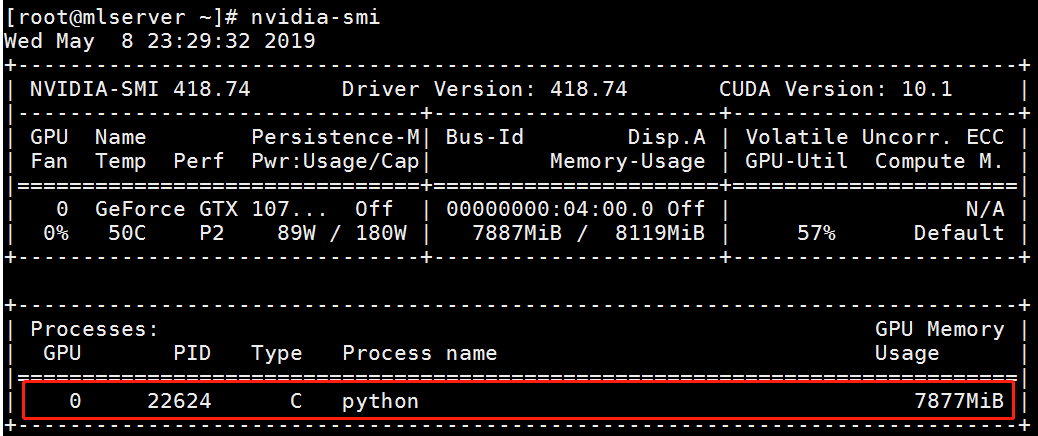 [root@mlserver ~]# nvidia-smi
Wed May  8 23:29:32 2019
+-----------------------------------------------------------------------------+
| NVIDIA-SMI 418.74       Driver Version: 418.74       CUDA Version: 10.1     |
|-------------------------------+----------------------+----------------------+
| GPU  Name        Persistence-M| Bus-Id        Disp.A | Volatile Uncorr. ECC |
| Fan  Temp  Perf  Pwr:Usage/Cap|         Memory-Usage | GPU-Util  Compute M. |
|===============================+======================+======================|
|   0  GeForce GTX 107...  Off  | 00000000:04:00.0 Off |                  N/A |
|  0%   50C    P2    89W / 180W |   7887MiB /  8119MiB |     57%      Default |
+-------------------------------+----------------------+----------------------+
+-----------------------------------------------------------------------------+
| Processes:                                                       GPU Memory |
|  GPU       PID   Type   Process name                             Usage      |
|=============================================================================|
|    0     22624      C   python                                      7877MiB |
+-----------------------------------------------------------------------------+